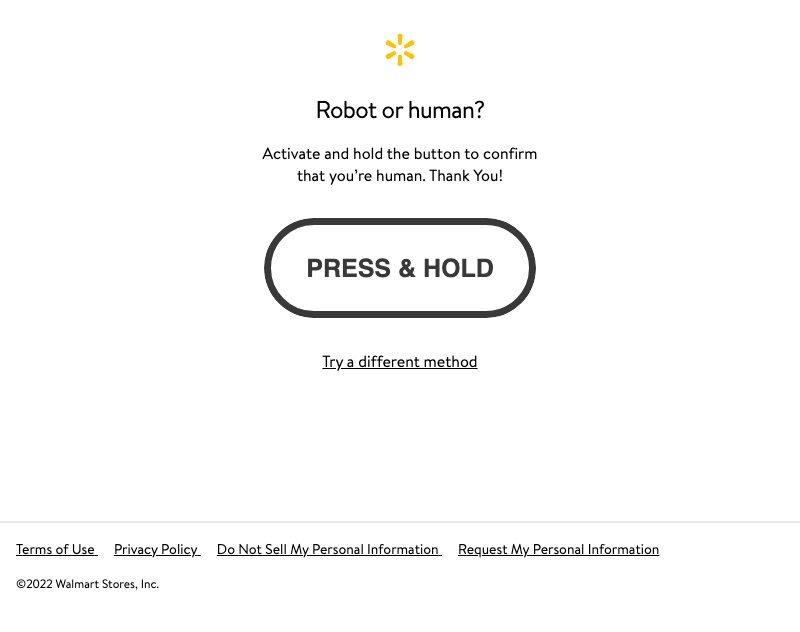 Robot or human?
Activate and hold the button to confirm
that you’re human. Thank You!
PRESS & HOLD
Try a different method
Terms of Use Privacy Policy Do Not Sell My Personal Information Request My Personal Information
©2022 Walmart Stores, Inc.